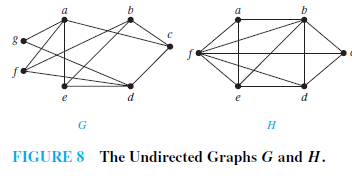 a b a b
g c
f f c
e d e d
G H
FIGURE 8 The Undirected Graphs G and H.